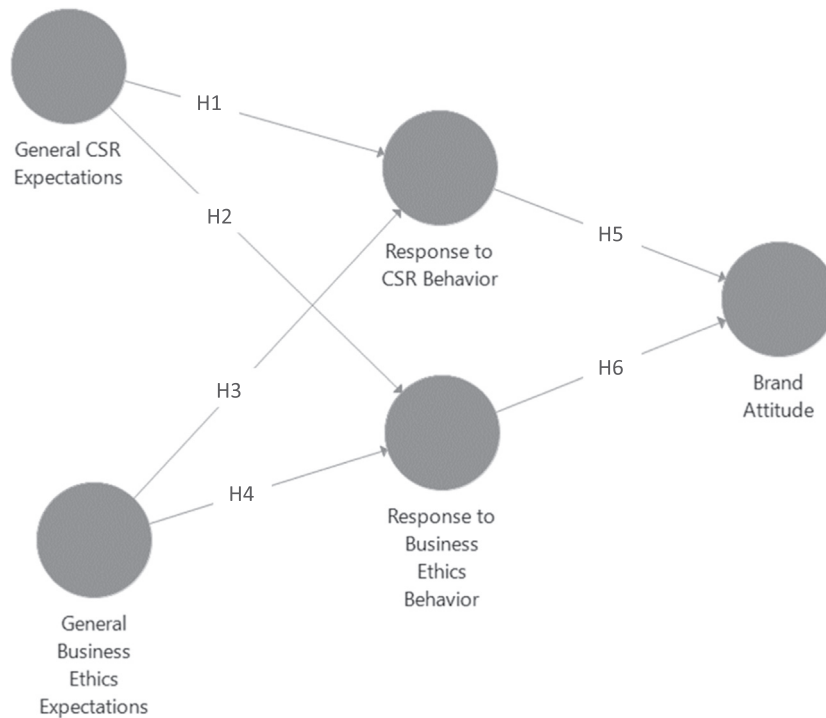 H1
General CSR
Expectations
H2
Response to
CSR Behavior
H5
H3
H6
Brand
Attitude
H4
Response to
Business
Ethics
Behavior
General
Business
Ethics
Expectations